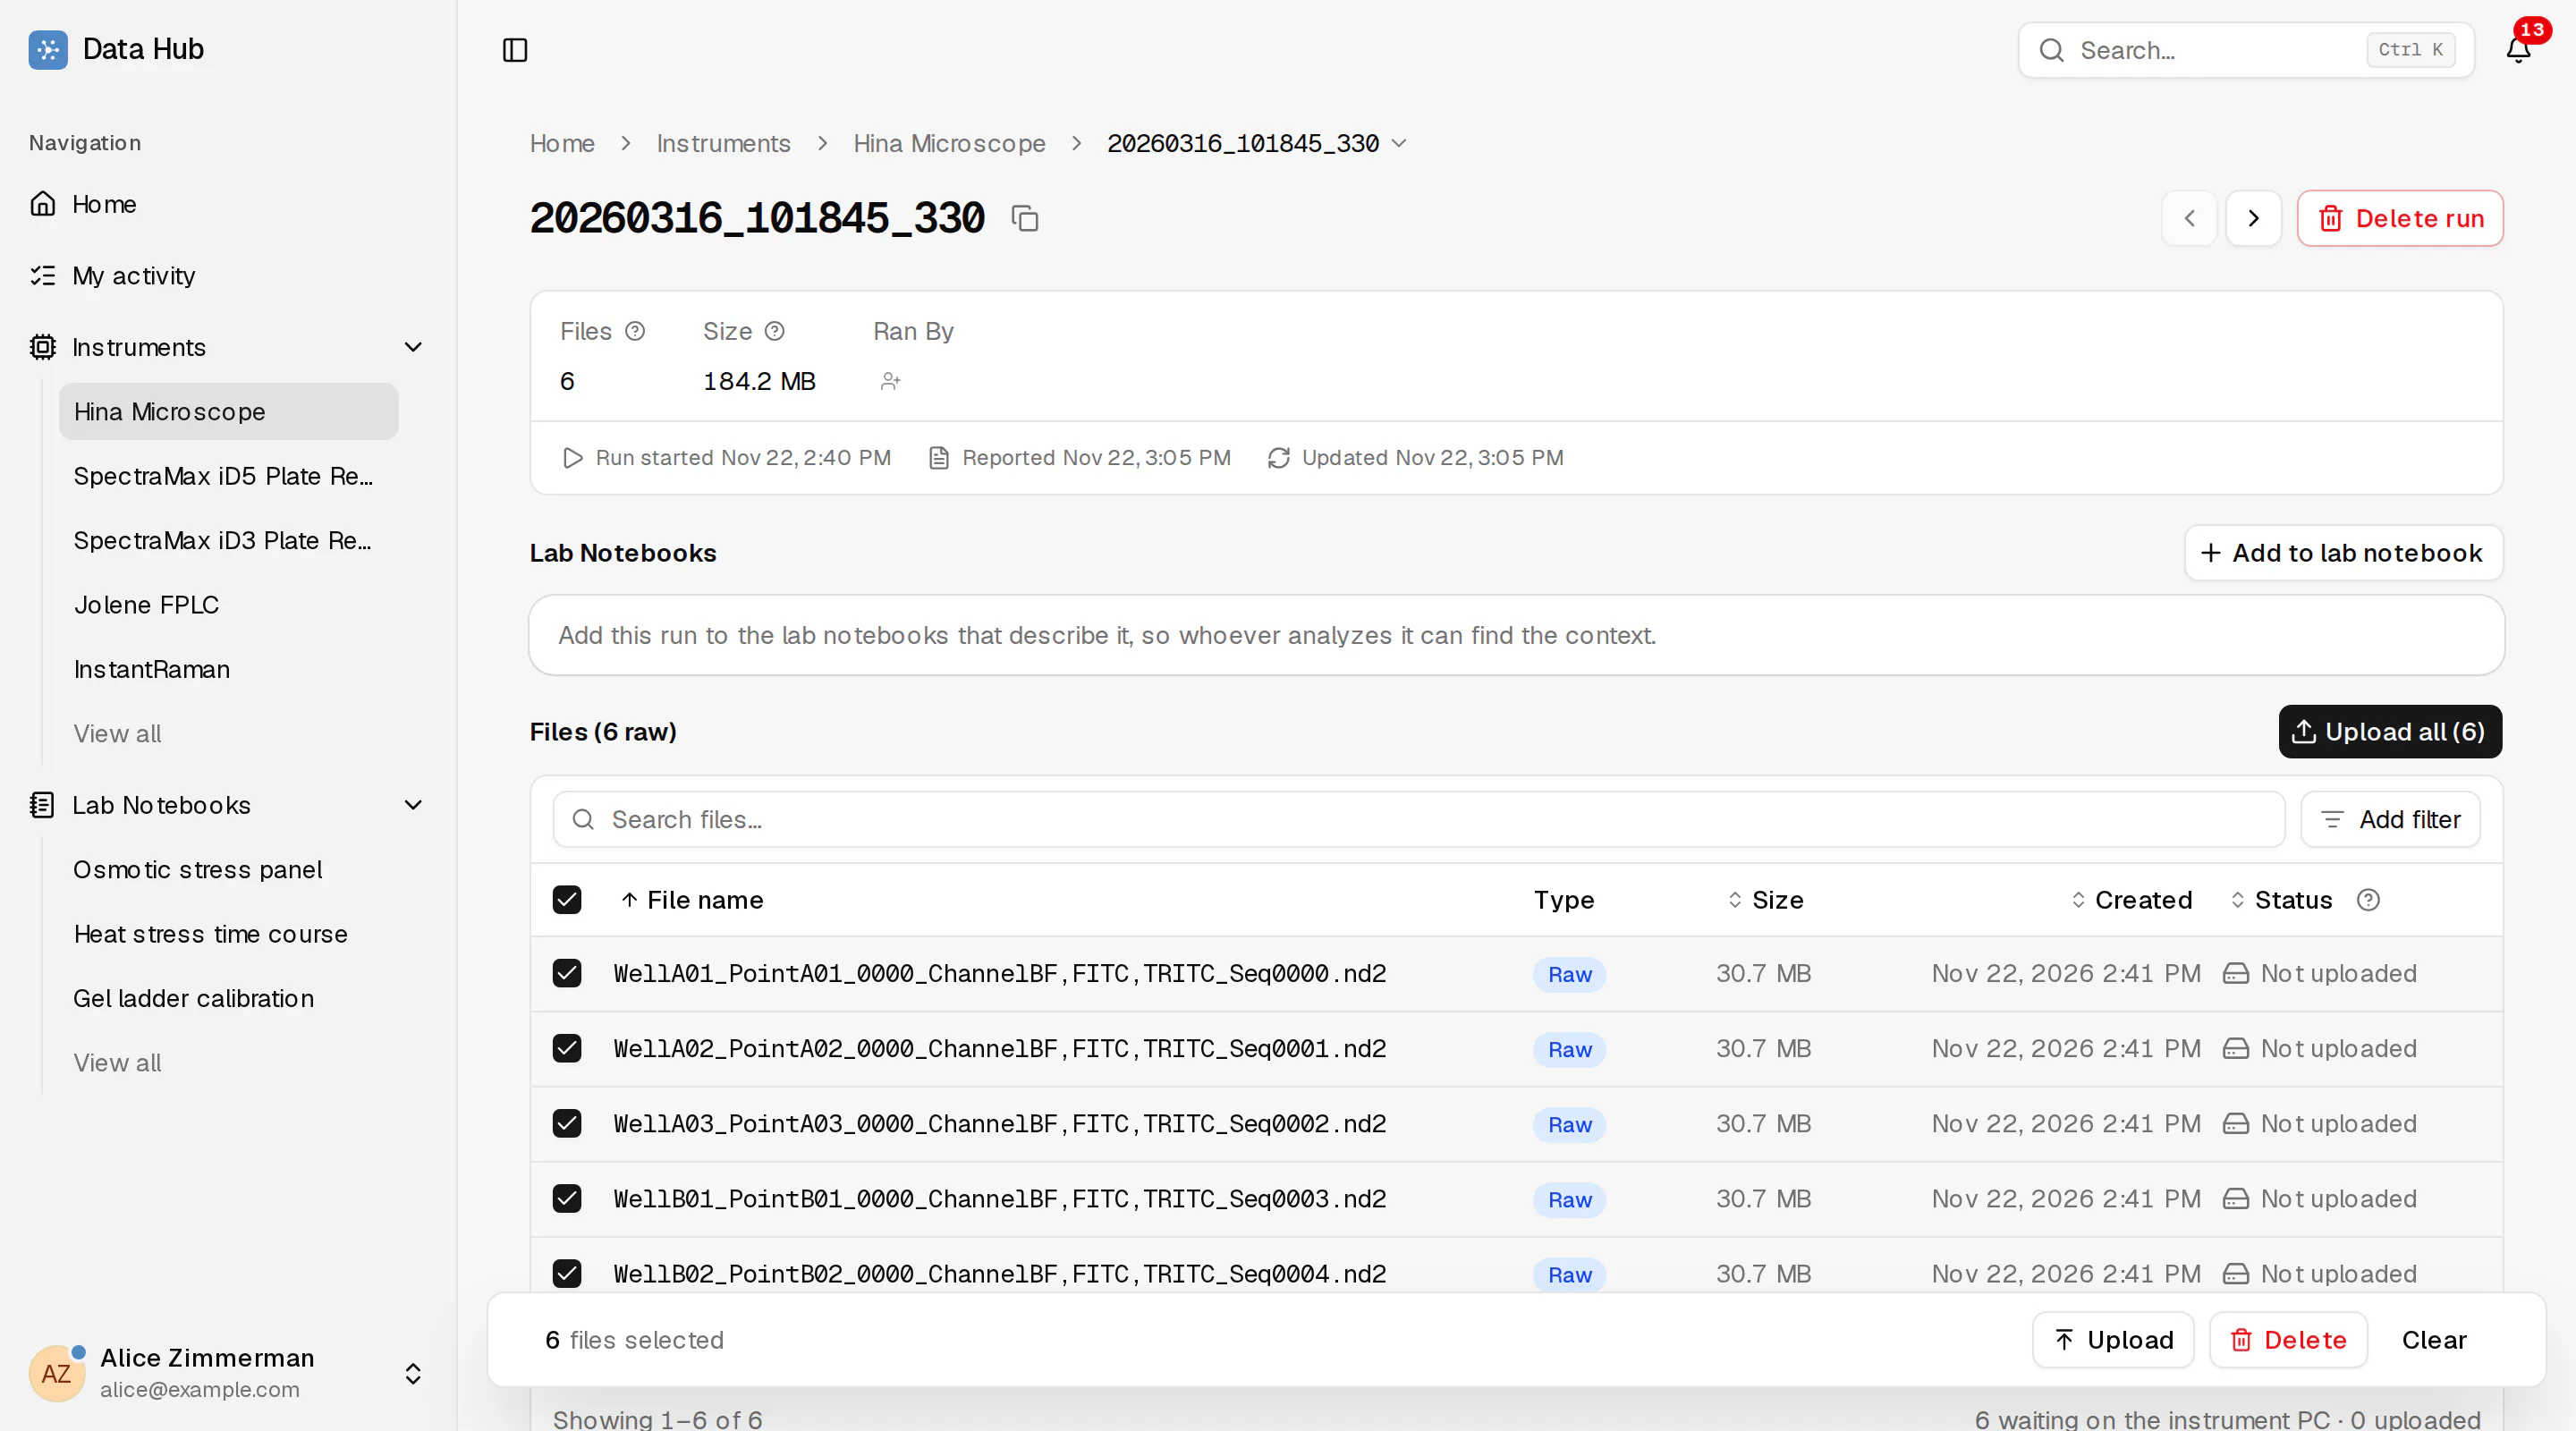 Data Hub
Search...
Ctrl K
13
Navigation
Home
My activity
Instruments
Hina Microscope
SpectraMax iD5 Plate Re...
SpectraMax iD3 Plate Re...
Jolene FPLC
InstantRaman
View all
Lab Notebooks
Osmotic stress panel
Heat stress time course
Gel ladder calibration
View all
AZ
Alice Zimmerman
alice@example.com
Home > Instruments > Hina Microscope > 20260316_101845_330
20260316_101845_330
Delete run
Files Size Ran By
6 184.2 MB
Run started Nov 22, 2:40 PM Reported Nov 22, 3:05 PM Updated Nov 22, 3:05 PM
Lab Notebooks
Add to lab notebook
Add this run to the lab notebooks that describe it, so whoever analyzes it can find the context.
Files (6 raw)
Upload all (6)
Search files...
Add filter
File name Type Size Created Status
WellA01_PointA01_0000_ChannelBF,FITC,TRITC_Seq0000.nd2 Raw 30.7 MB Nov 22, 2026 2:41 PM Not uploaded
WellA02_PointA02_0000_ChannelBF,FITC,TRITC_Seq0001.nd2 Raw 30.7 MB Nov 22, 2026 2:41 PM Not uploaded
WellA03_PointA03_0000_ChannelBF,FITC,TRITC_Seq0002.nd2 Raw 30.7 MB Nov 22, 2026 2:41 PM Not uploaded
WellB01_PointB01_0000_ChannelBF,FITC,TRITC_Seq0003.nd2 Raw 30.7 MB Nov 22, 2026 2:41 PM Not uploaded
WellB02_PointB02_0000_ChannelBF,FITC,TRITC_Seq0004.nd2 Raw 30.7 MB Nov 22, 2026 2:41 PM Not uploaded
6 files selected
Upload
Delete
Clear
Showing 1–6 of 6
6 waiting on the instrument PC · 0 uploaded